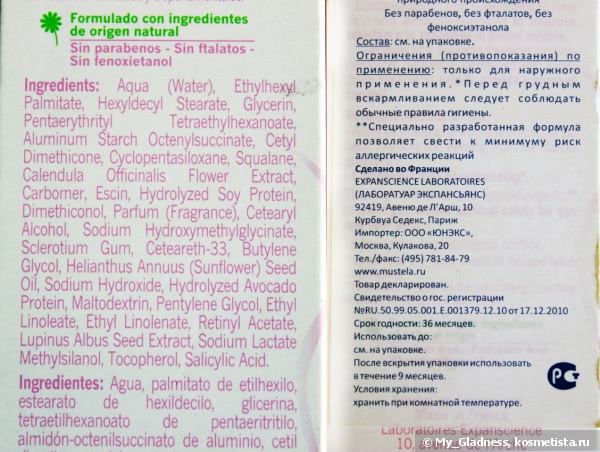 Formulado con ingredientes
de origen natural
Sin parabenos - Sin ftalatos -
Sin fenoxietanol
Ingredients: Aqua (Water), Ethylhexyl
Palmitate, Hexyldecyl Stearate, Glycerin,
Pentaerythrityl Tetraethylhexanoate,
Aluminum Starch Octenylsuccinate, Cetyl
Dimethicone, Cyclopentasiloxane, Squalane,
Calendula Officinalis Flower Extract,
Carbomer, Escin, Hydrolyzed Soy Protein,
Dimethiconol, Parfum (Fragrance), Cetearyl
Alcohol, Sodium Hydroxymethylglycinate,
Sclerotium Gum, Ceteareth-33, Butylene
Glycol, Helianthus Annuus (Sunflower) Seed
Oil, Sodium Hydroxide, Hydrolyzed Avocado
Protein, Maltodextrin, Pentylene Glycol, Ethyl
Linoleate, Ethyl Linolenate, Retinyl Acetate,
Lupinus Albus Seed Extract, Sodium Lactate
Methylsilanol, Tocopherol, Salicylic Acid.
Ingredientes: Agua, palmitato de etilhexilo,
estearato de hexildecilo, glicerina,
tetraetilhexanoato de pentaeritritilo,
almidón-octenilsuccinato de aluminio, cetil
природного происхождения
Без парабенов, без фталатов, без
феноксиэтанола
Состав: см. на упаковке.
Ограничения (противопоказания) по
применению: только для наружного
применения.*Перед грудным
вскармливанием следует соблюдать
обычные правила гигиены.
**Специально разработанная формула
позволяет свести к минимуму риск
аллергических реакций
Сделано во Франции
EXPANSCIENCE LABORATOIRES
(ЛАБОРАТУАР ЭКСПАНСЬЯНС)
92419, Авеню де Л'Арш, 10
Курбвуа Седекс, Париж
Импортер: ООО «ЮНЭКС»,
Москва, Кулакова, 20
Тел./факс: (495) 781-84-79
www.mustela.ru
Товар декларирован.
Свидетельство о гос. регистрации
№RU.50.99.05.001.Е.001379.12.10 от 17.12.2010
Срок годности: 36 месяцев.
Использовать до:
см. на упаковке.
После вскрытия упаковки использовать
в течение 9 месяцев.
Условия хранения:
хранить при комнатной температуре.
Laboratoires Expanscience
10, avenue de l'Arche
© My_Gladness, kosmetista.ru